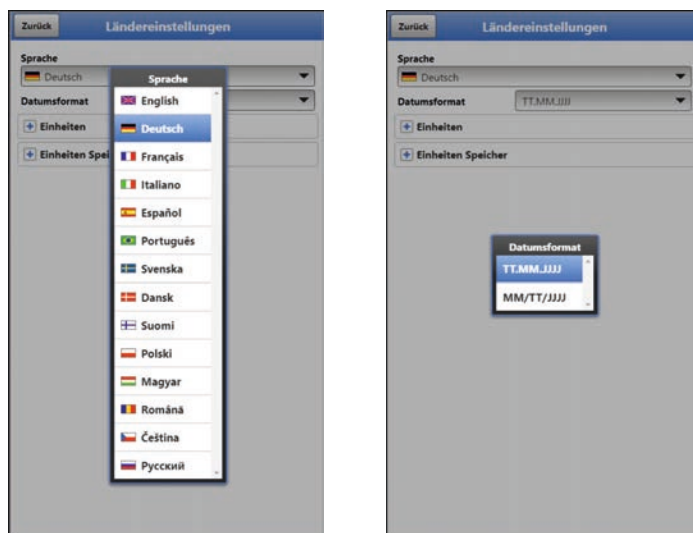 Zurück
Ländereinstellungen
Sprache
Deutsch
Sprache
Datumsformat
English
Deutsch
Français
Italiano
Español
Português
Svenska
Dansk
Suomi
Polski
Magyar
Română
Čeština
Русский
Einheiten
Einheiten Spei
Zurück
Ländereinstellungen
Sprache
Deutsch
Datumsformat
TT.MM.JJJJ
Einheiten
Einheiten Speicher
Datumsformat
TT.MM.JJJJ
MM/TT/JJJJ